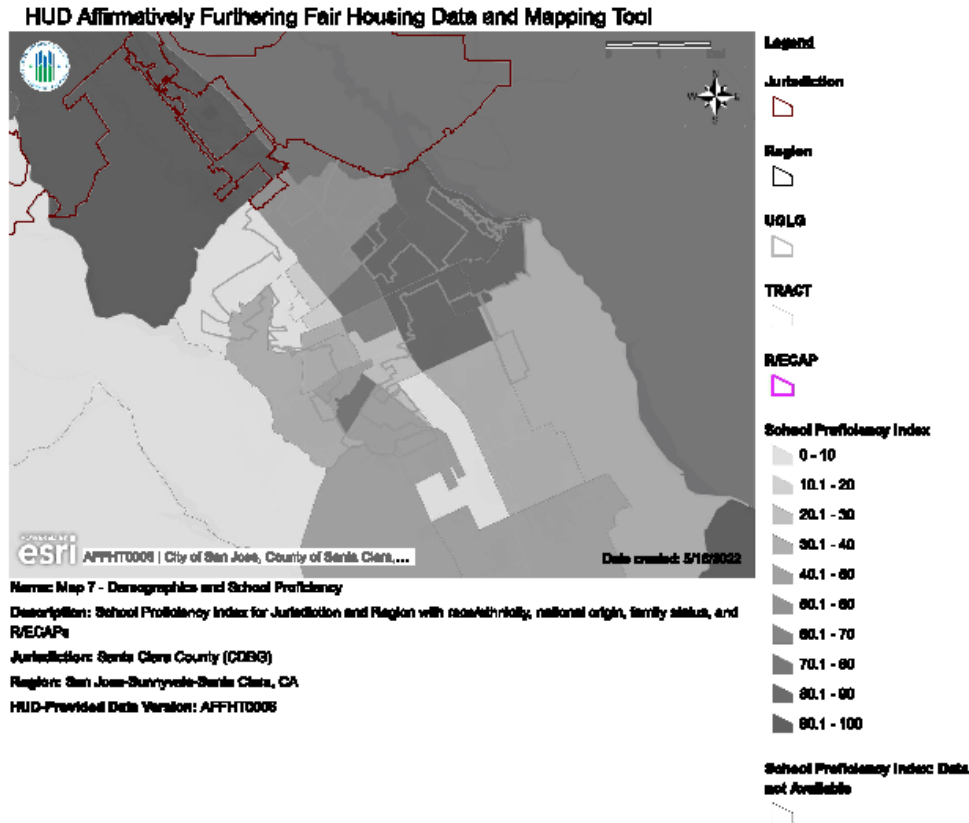 HUD Affirmatively Furthering Fair Housing Data and Mapping Tool
Legend
Jurisdiction
Region
UGLG
TRACT
R/ECAP
School Proficiency Index
0 - 10
10.1 - 20
20.1 - 30
30.1 - 40
40.1 - 50
50.1 - 60
60.1 - 70
70.1 - 80
80.1 - 90
90.1 - 100
School Proficiency Index: Data
not Available
N
W
S
esri
AFFHT0006 | City of San Jose, County of Santa Clara,...
Date created: 5/16/2022
Name: Map 7 - Demographics and School Proficiency
Description: School Proficiency Index for Jurisdiction and Region with race/ethnicity, national origin, family status, and
R/ECAPs
Jurisdiction: Santa Clara County (CDBG)
Region: San Jose-Sunnyvale-Santa Clara, CA
HUD-Provided Data Version: AFFHT0006